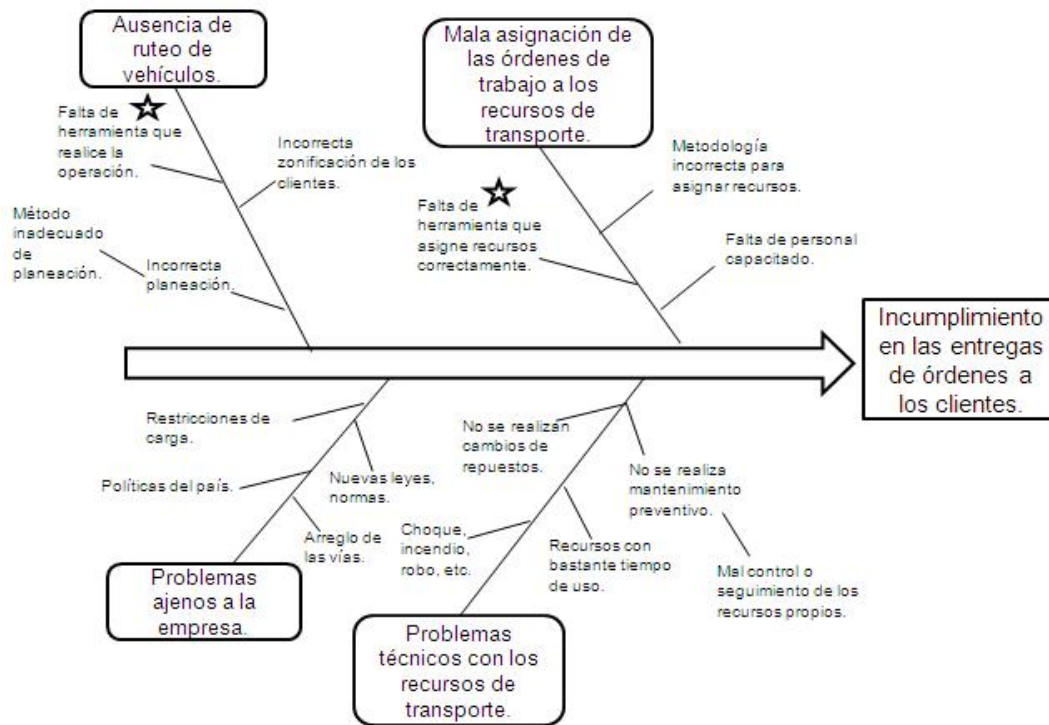 Ausencia de
ruteo de
vehículos.
Falta de
herramienta que
realice la
operación.
Incorrecta
zonificación de los
clientes.
Método
inadecuado
de
planeación.
Incorrecta
planeación.
Mala asignación de
las órdenes de
trabajo a los
recursos de
transporte.
Metodología
incorrecta para
asignar recursos.
Falta de
herramienta que
asigne recursos
correctamente.
Falta de personal
capacitado.
Incumplimiento
en las entregas
de órdenes a
los clientes.
Restricciones de
carga.
Políticas del país.
Nuevas leyes,
normas.
Arreglo de
las vías.
Problemas
ajenos a la
empresa.
No se realizan
cambios de
repuestos.
No se realiza
mantenimiento
preventivo.
Choque,
incendio,
robo, etc.
Recursos con
bastante tiempo
de uso.
Mal control o
seguimiento de los
recursos propios.
Problemas
técnicos con los
recursos de
transporte.